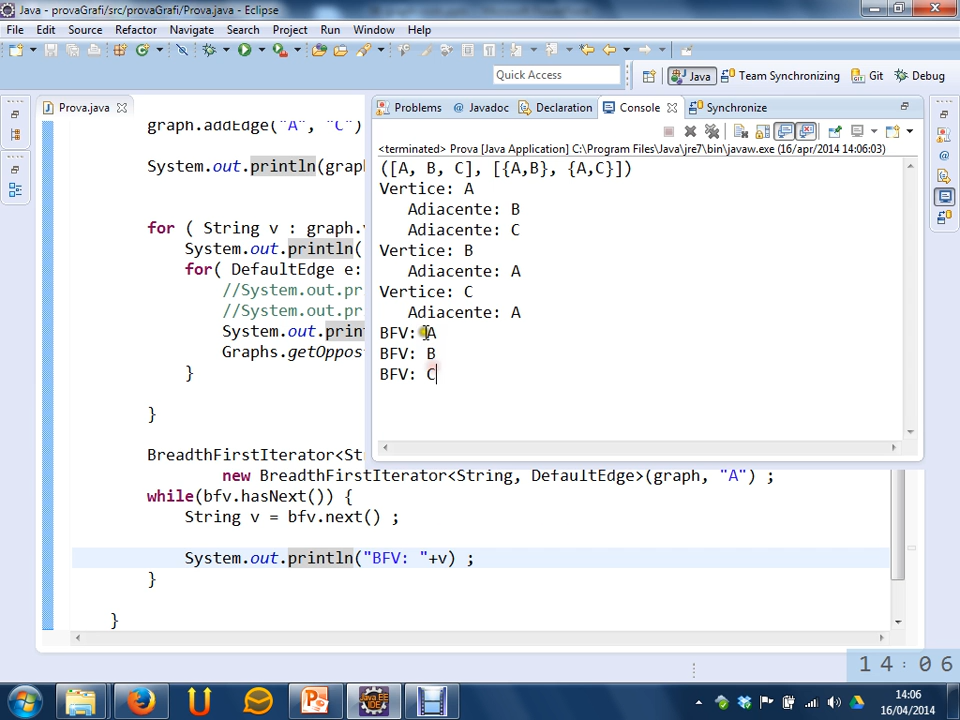 Java - provaGrafi/src/provaGrafi/Prova.java - Eclipse
File Edit Source Refactor Navigate Search Project Run Window Help
Quick Access
Java
Team Synchronizing
Git
Debug
Prova.java
graph.addEdge("A", "C")
System.out.println(grap
for ( String v : graph.v
System.out.println(
for( DefaultEdge e:
//System.out.pr
//System.out.pr
System.out.print
Graphs.getOppos
}
}
BreadthFirstIterator<St
new BreadthFirstIterator<String, DefaultEdge>(graph, "A") ;
while(bfv.hasNext()) {
String v = bfv.next() ;
System.out.println("BFV: "+v) ;
}
}
Problems
@ Javadoc
Declaration
Console
Synchronize
<terminated> Prova [Java Application] C:\Program Files\Java\jre7\bin\javaw.exe (16/apr/2014 14:06:03)
([A, B, C], [{A,B}, {A,C}])
Vertice: A
Adiacente: B
Adiacente: C
Vertice: B
Adiacente: A
Vertice: C
Adiacente: A
BFV: A
BFV: B
BFV: C
14:06
Java EE
IDE
14:06
16/04/2014